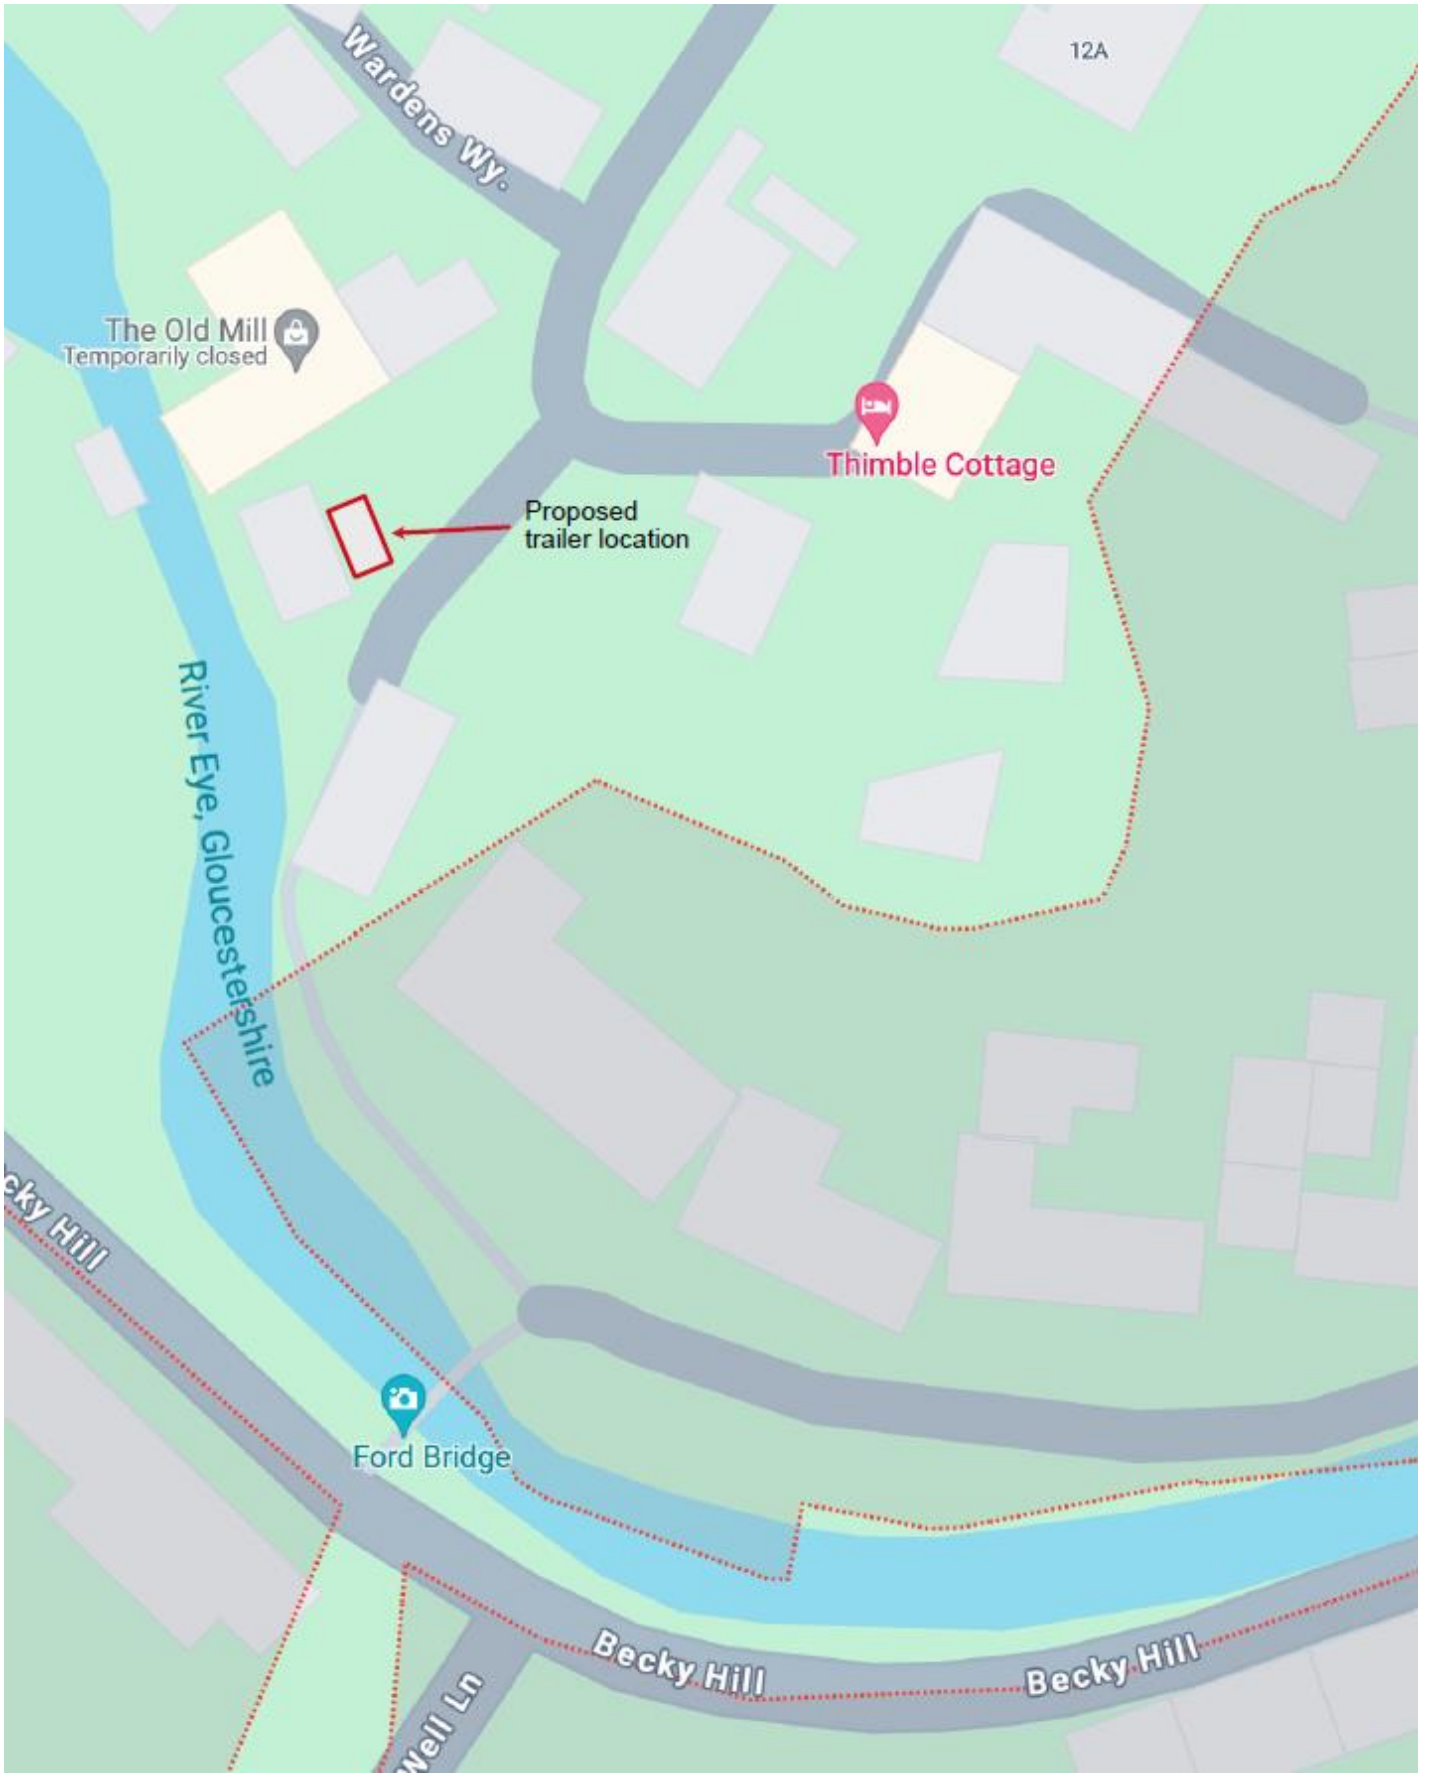 Wardens Wy.
12A
The Old Mill
Temporarily closed
Thimble Cottage
Proposed
trailer location
River Eye, Gloucestershire
cky Hill
Ford Bridge
Becky Hill
Becky Hill
Well Ln